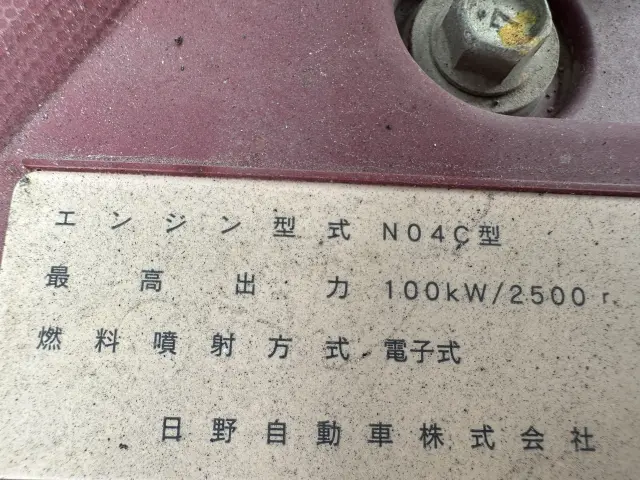 エンジン型式 N04C型
最高出力 100kW/2500 r
燃料噴射方式 電子式
日野自動車株式会社